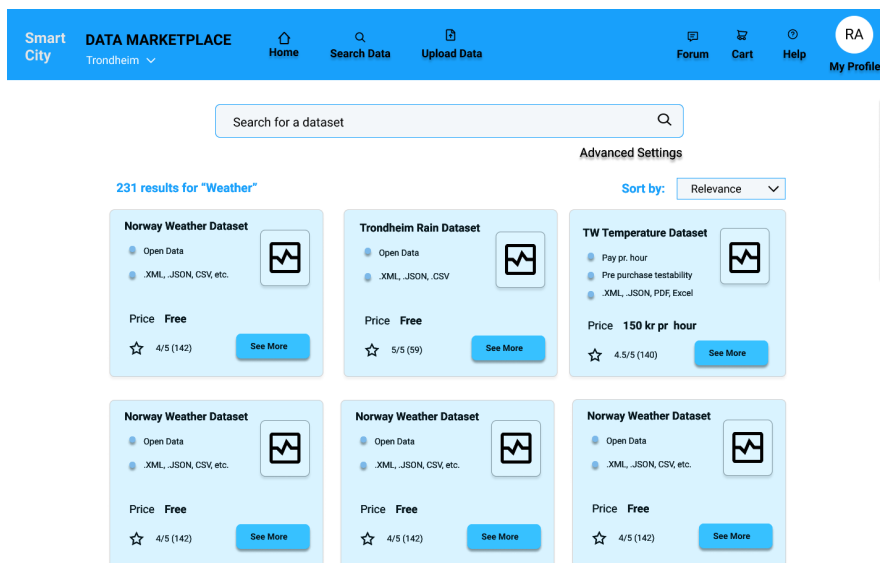 Smart City
DATA MARKETPLACE
Trondheim
Home
Search Data
Upload Data
Forum
Cart
Help
RA
My Profile
Search for a dataset
Advanced Settings
231 results for “Weather”
Sort by:
Relevance
Norway Weather Dataset
Open Data
.XML, .JSON, CSV, etc.
Price Free
4/5 (142)
See More
Trondheim Rain Dataset
Open Data
.XML, .JSON, .CSV
Price Free
5/5 (59)
See More
TW Temperature Dataset
Pay pr. hour
Pre purchase testability
.XML, .JSON, PDF, Excel
Price 150 kr pr hour
4.5/5 (140)
See More
Norway Weather Dataset
Open Data
.XML, .JSON, CSV, etc.
Price Free
4/5 (142)
See More
Norway Weather Dataset
Open Data
.XML, .JSON, CSV, etc.
Price Free
4/5 (142)
See More
Norway Weather Dataset
Open Data
.XML, .JSON, CSV, etc.
Price Free
4/5 (142)
See More